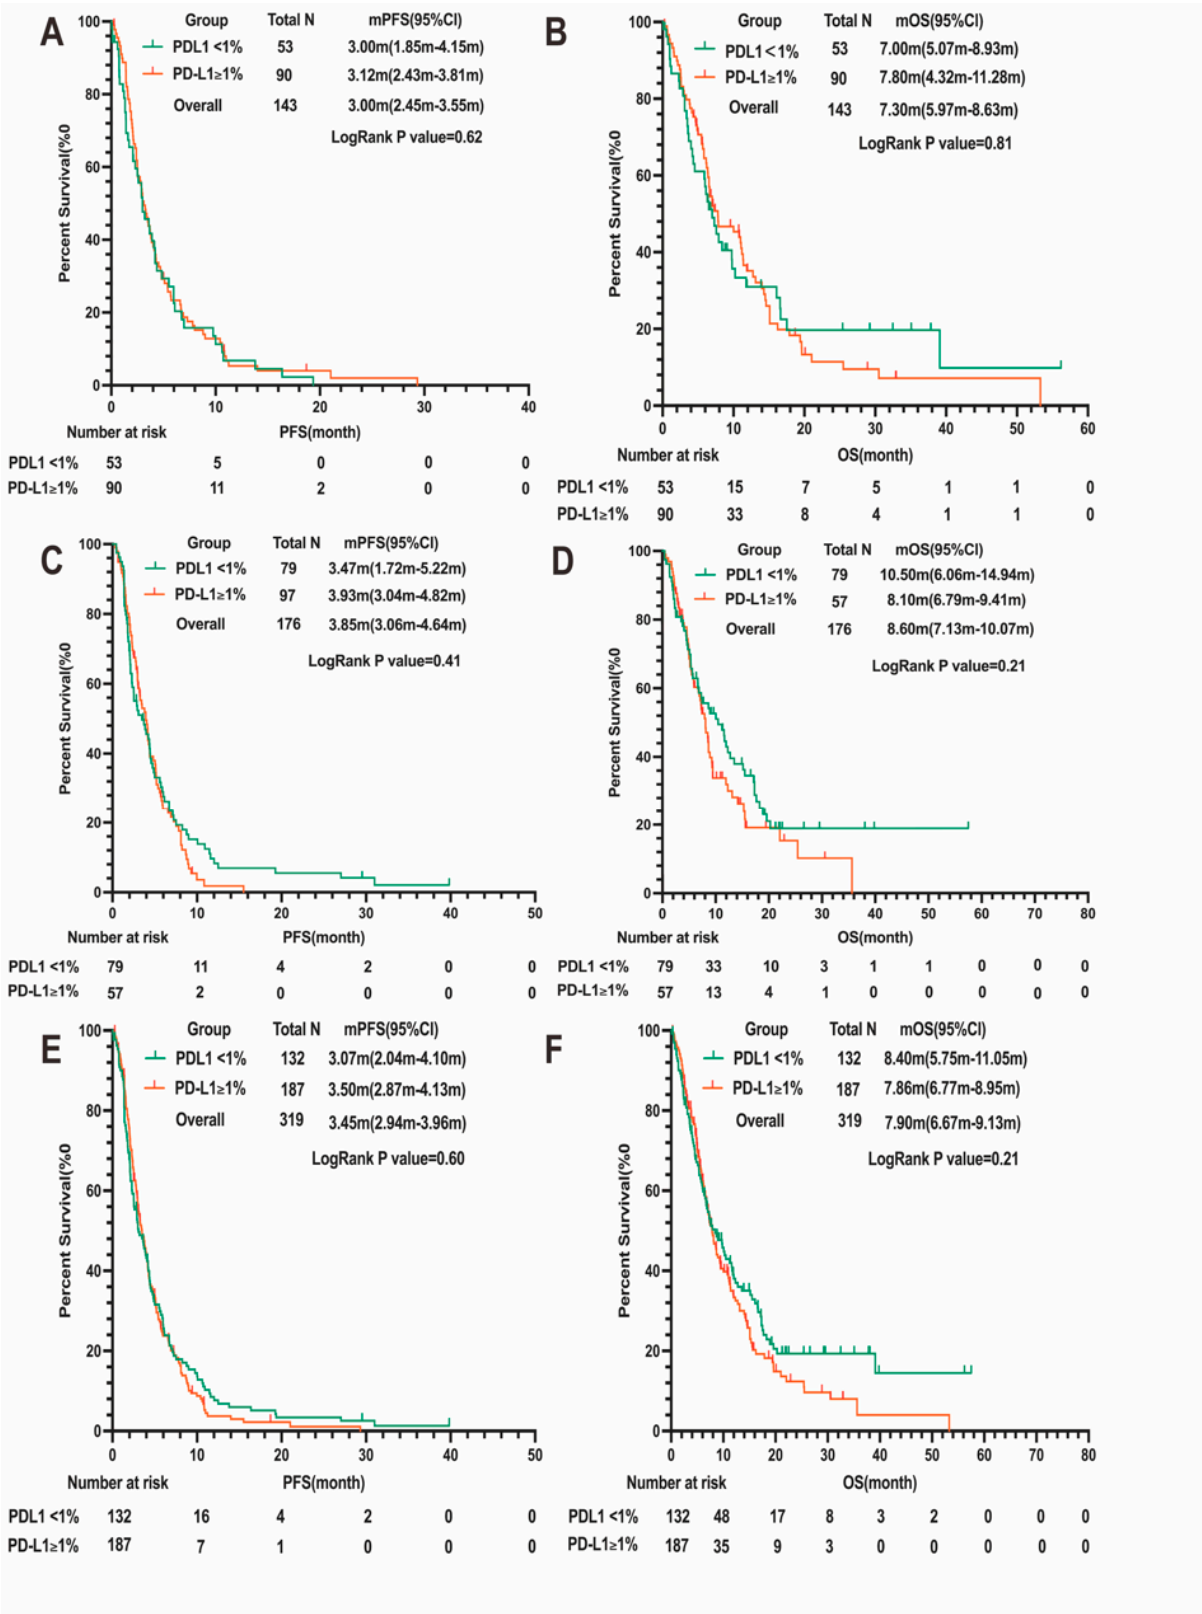 A
Group Total N mPFS(95%CI)
PDL1 <1% 53 3.00m(1.85m-4.15m)
PD-L1≥1% 90 3.12m(2.43m-3.81m)
Overall 143 3.00m(2.45m-3.55m)
LogRank P value=0.62
Percent Survival(%0
100
80
60
40
20
0
0 10 20 30 40
Number at risk PFS(month)
PDL1 <1% 53 5 0 0 0
PD-L1≥1% 90 11 2 0 0
B
Group Total N mOS(95%CI)
PDL1 <1% 53 7.00m(5.07m-8.93m)
PD-L1≥1% 90 7.80m(4.32m-11.28m)
Overall 143 7.30m(5.97m-8.63m)
LogRank P value=0.81
Percent Survival(%0
100
80
60
40
20
0
0 10 20 30 40 50 60
Number at risk OS(month)
PDL1 <1% 53 15 7 5 1 1 0
PD-L1≥1% 90 33 8 4 1 1 0
C
Group Total N mPFS(95%CI)
PDL1 <1% 79 3.47m(1.72m-5.22m)
PD-L1≥1% 97 3.93m(3.04m-4.82m)
Overall 176 3.85m(3.06m-4.64m)
LogRank P value=0.41
Percent Survival(%0
100
80
60
40
20
0
0 10 20 30 40 50
Number at risk PFS(month)
PDL1 <1% 79 11 4 2 0 0
PD-L1≥1% 57 2 0 0 0 0
D
Group Total N mOS(95%CI)
PDL1 <1% 79 10.50m(6.06m-14.94m)
PD-L1≥1% 57 8.10m(6.79m-9.41m)
Overall 176 8.60m(7.13m-10.07m)
LogRank P value=0.21
Percent Survival(%0
100
80
60
40
20
0
0 10 20 30 40 50 60 70 80
Number at risk OS(month)
PDL1 <1% 79 33 10 3 1 1 0 0 0
PD-L1≥1% 57 13 4 1 0 0 0 0 0
E
Group Total N mPFS(95%CI)
PDL1 <1% 132 3.07m(2.04m-4.10m)
PD-L1≥1% 187 3.50m(2.87m-4.13m)
Overall 319 3.45m(2.94m-3.96m)
LogRank P value=0.60
Percent Survival(%0
100
80
60
40
20
0
0 10 20 30 40 50
Number at risk PFS(month)
PDL1 <1% 132 16 4 2 0 0
PD-L1≥1% 187 7 1 0 0 0
F
Group Total N mOS(95%CI)
PDL1 <1% 132 8.40m(5.75m-11.05m)
PD-L1≥1% 187 7.86m(6.77m-8.95m)
Overall 319 7.90m(6.67m-9.13m)
LogRank P value=0.21
Percent Survival(%0
100
80
60
40
20
0
0 10 20 30 40 50 60 70 80
Number at risk OS(month)
PDL1 <1% 132 48 17 8 3 2 0 0 0
PD-L1≥1% 187 35 9 3 0 0 0 0 0